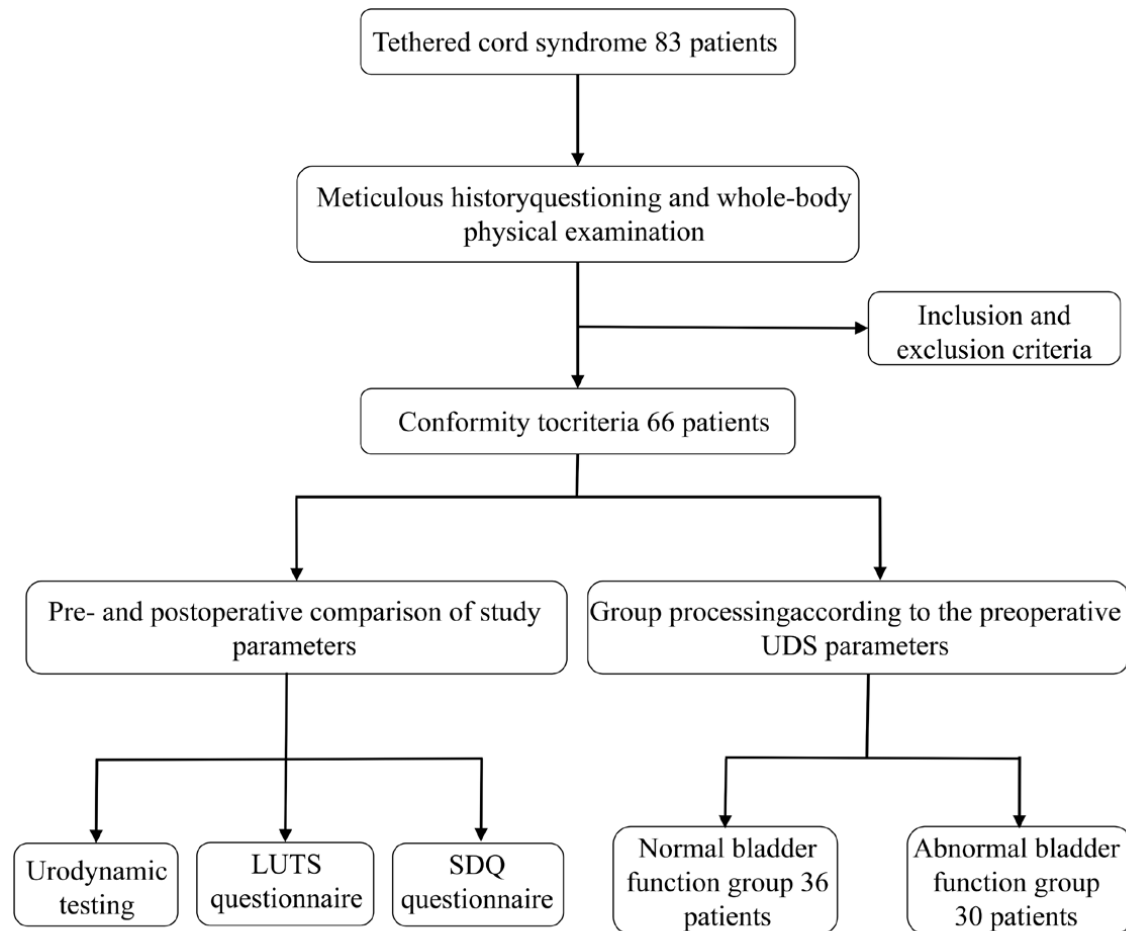 Tethered cord syndrome 83 patients
Meticulous historyquestioning and whole-body
physical examination
Inclusion and
exclusion criteria
Conformity tocriteria 66 patients
Pre- and postoperative comparison of study
parameters
Group processingaccording to the preoperative
UDS parameters
Urodynamic
testing
LUTS
questionnaire
SDQ
questionnaire
Normal bladder
function group 36
patients
Abnormal bladder
function group
30 patients